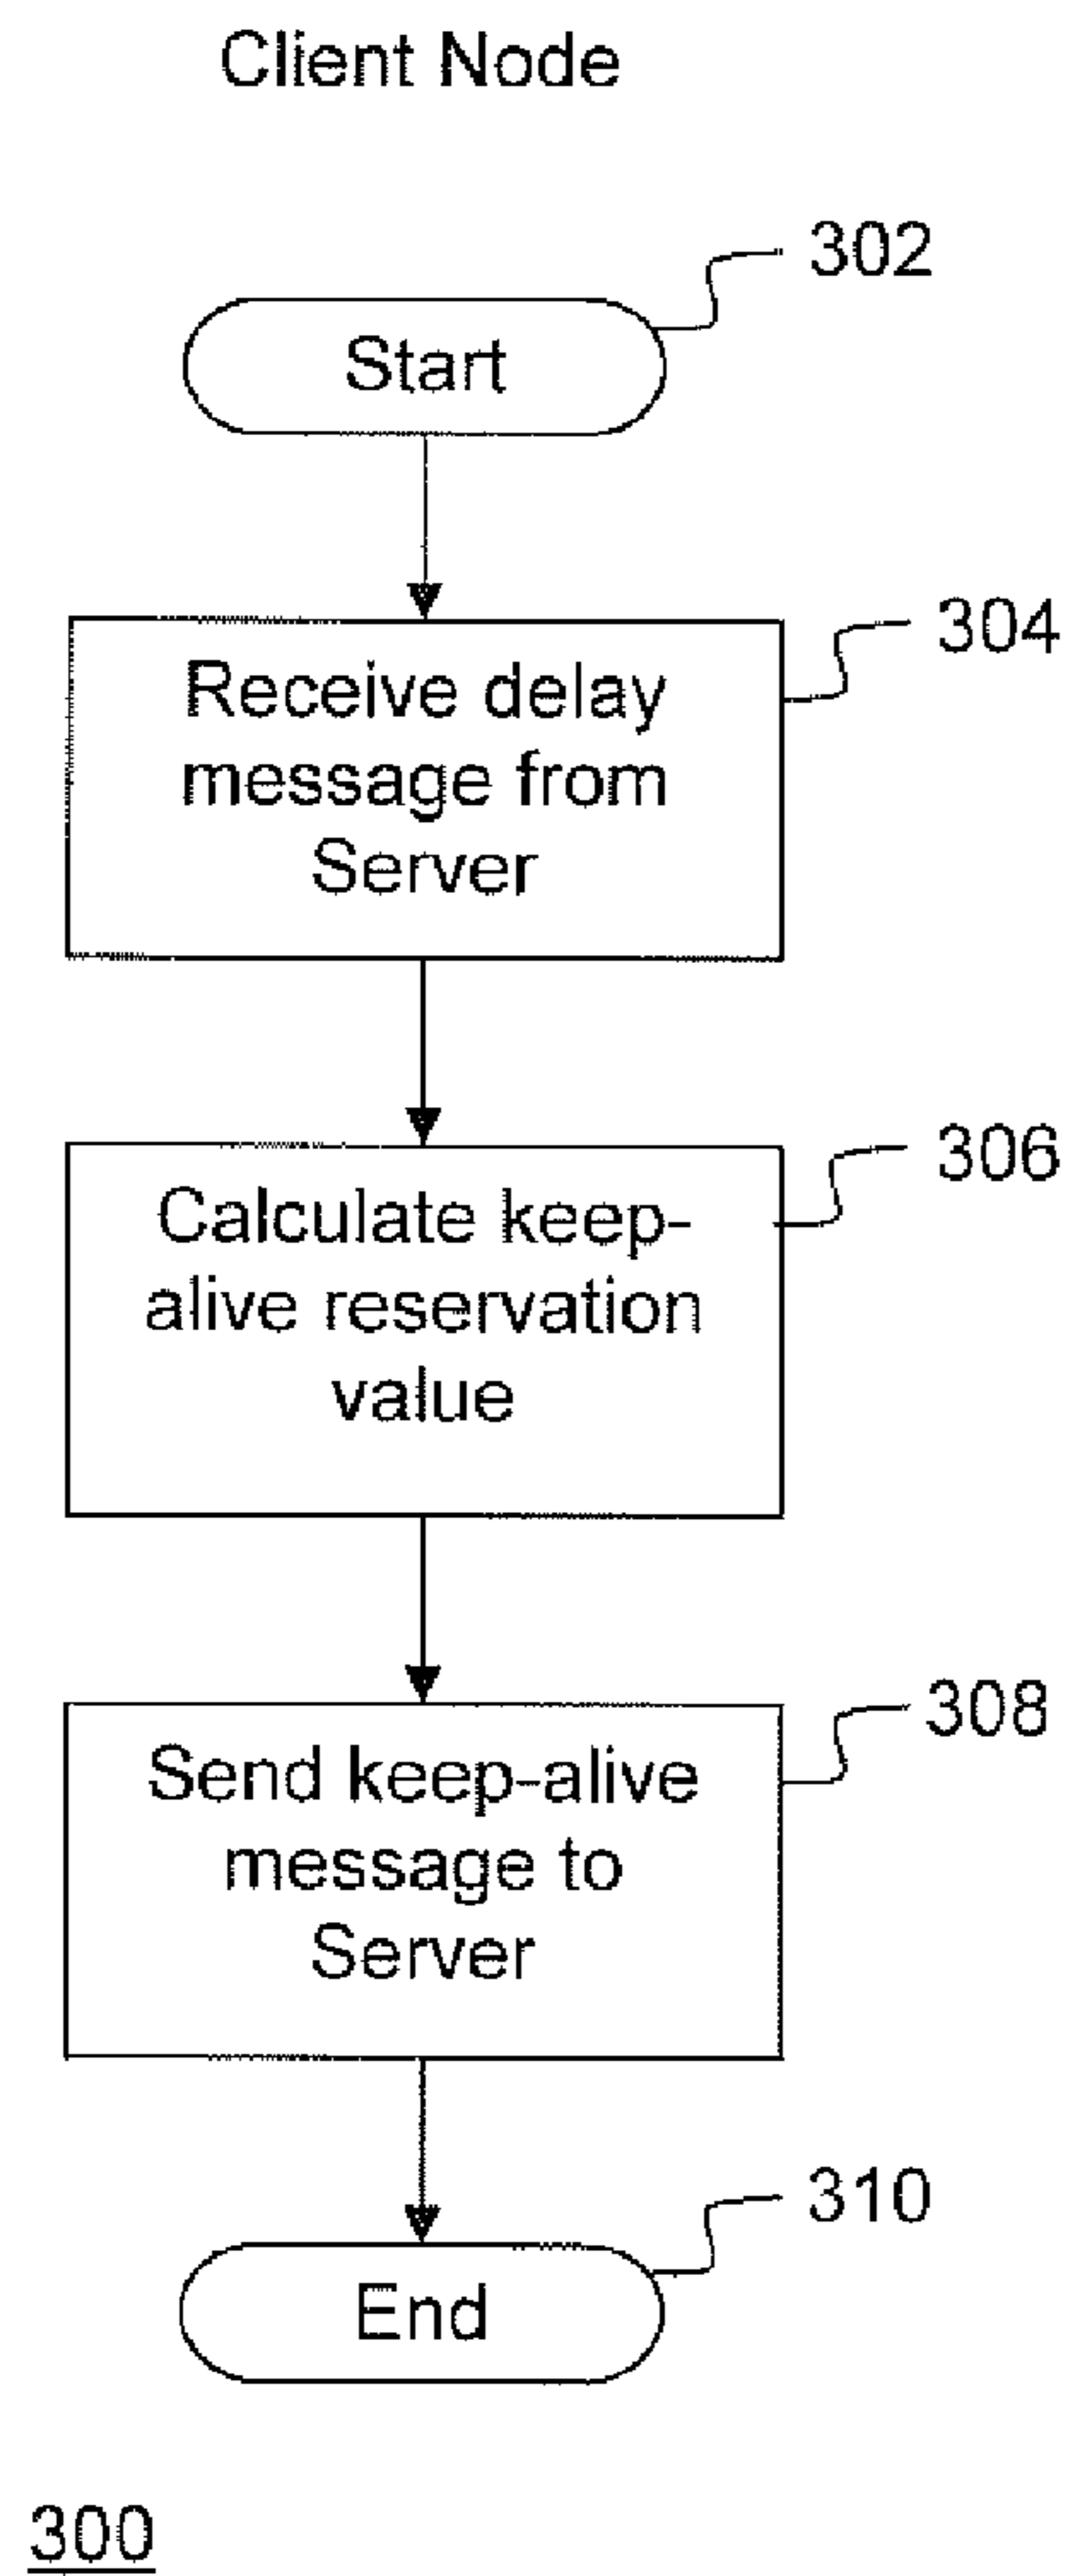 Client Node
302
Start
304
Receive delay
message from
Server
306
Calculate keep-
alive reservation
value
308
Send keep-alive
message to
Server
310
End
300